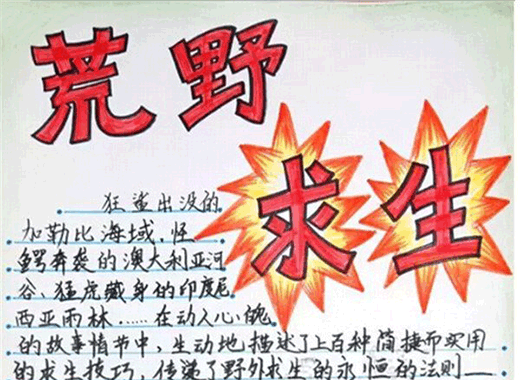 荒野
求生
狂鲨出没的
加勒比海域、怪
鳄奔袭的澳大利亚河
谷、猛虎藏身的印度尼
西亚雨林……在动人心魄
的故事情节中，生动地描述了上百种简捷而实用
的求生技巧，传递了野外求生的永恒的法则——